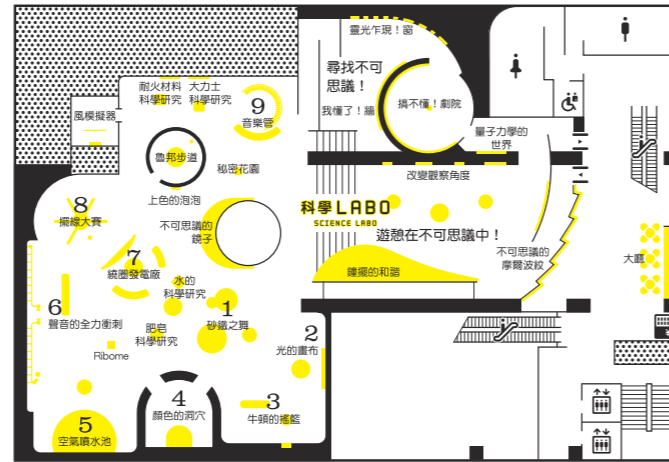 靈光乍現！窗
尋找不可
思議！
我懂了！牆
搞不懂！劇院
耐火材料
科學研究
大力士
科學研究
9
音樂管
風模擬器
魯邦步道
秘密花園
上色的泡泡
量子力學的
世界
改變觀察角度
科學LABO
SCIENCE LABO
遊憩在不可思議中！
不可思議的
摩爾波紋
鐘擺的和諧
大廳
8
擺線大賽
不可思議的
鏡子
7
繞圈發電廠
水的
科學研究
6
聲音的全力衝刺
1
砂鐵之舞
肥皂
科學研究
Ribome
2
光的畫布
3
牛頓的搖籃
4
顏色的洞穴
5
空氣噴水池